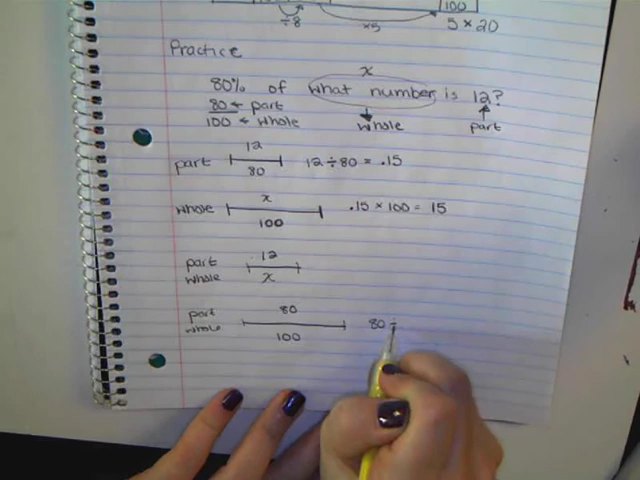 100
÷8 ×5 5 × 20
Practice
x
80% of what number is 12?
80 ← part
100 ← whole whole part
12
part 12 ÷ 80 = .15
80
x
whole .15 × 100 = 15
100
part 12
whole x
part 80
whole 80 ÷
100